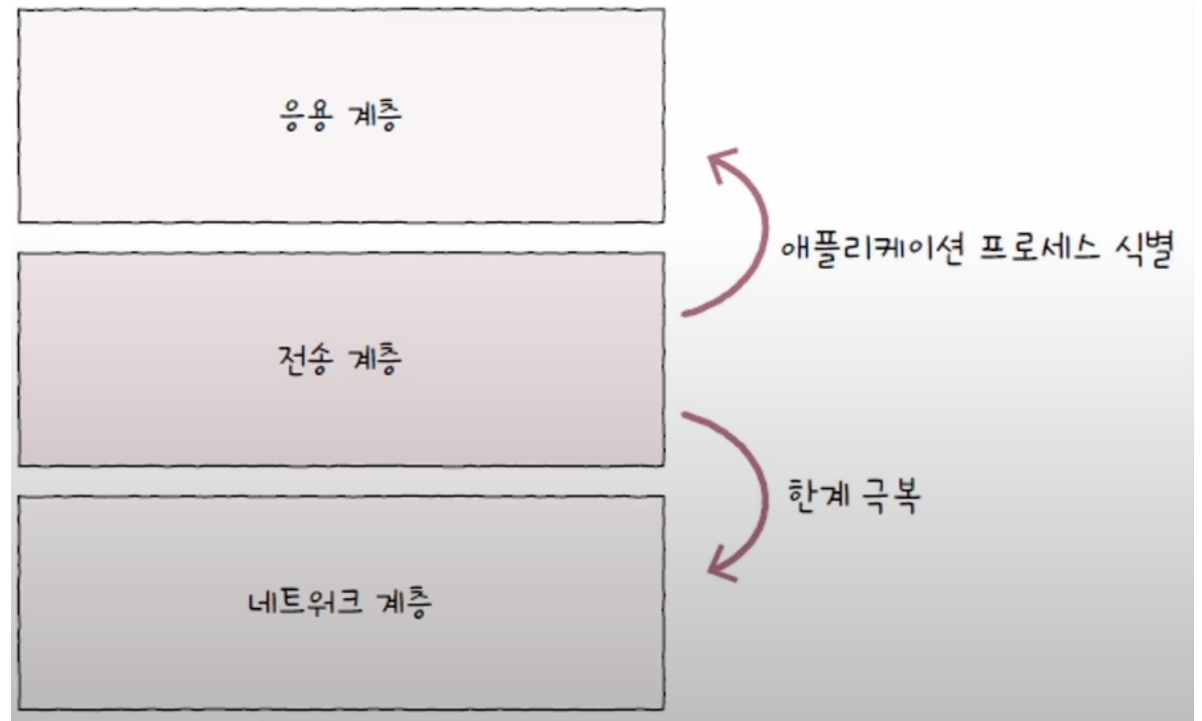 응용 계층
애플리케이션 프로세스 식별
전송 계층
한계 극복
네트워크 계층